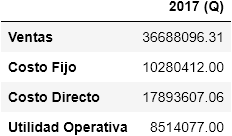 2017 (Q)
Ventas 36688096.31
Costo Fijo 10280412.00
Costo Directo 17893607.06
Utilidad Operativa 8514077.00